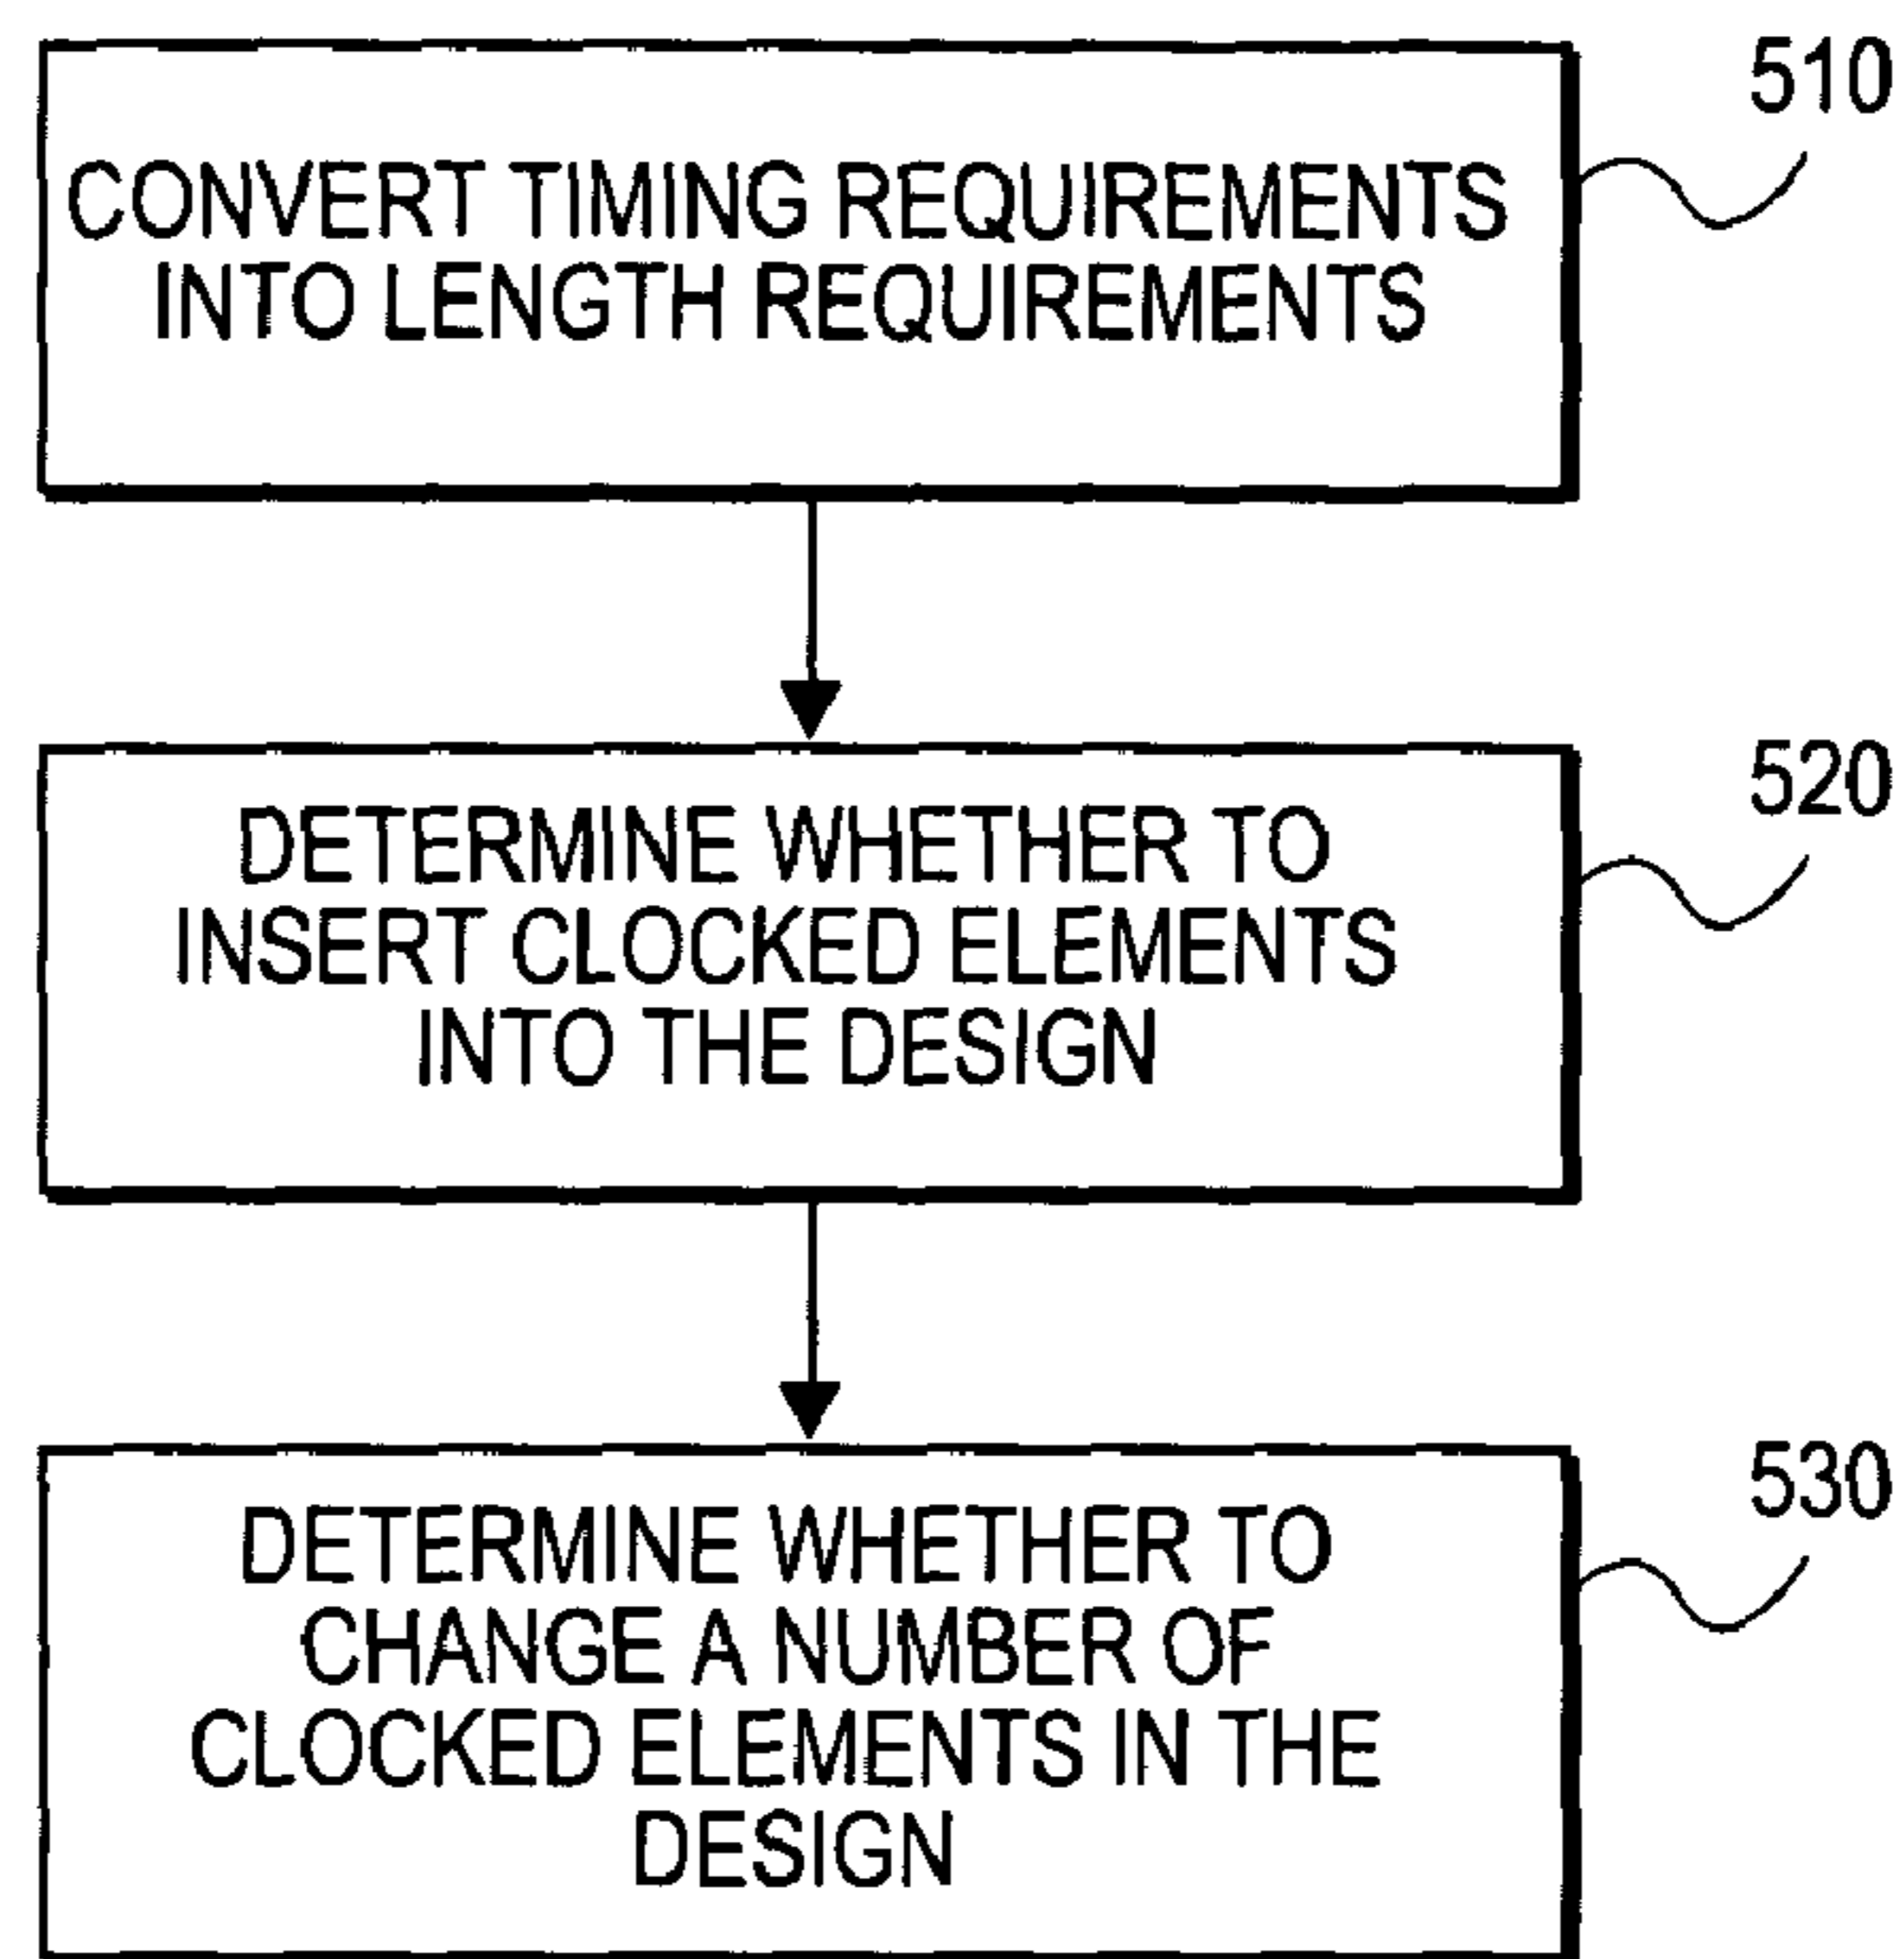 510
CONVERT TIMING REQUIREMENTS
INTO LENGTH REQUIREMENTS
520
DETERMINE WHETHER TO
INSERT CLOCKED ELEMENTS
INTO THE DESIGN
530
DETERMINE WHETHER TO
CHANGE A NUMBER OF
CLOCKED ELEMENTS IN THE
DESIGN